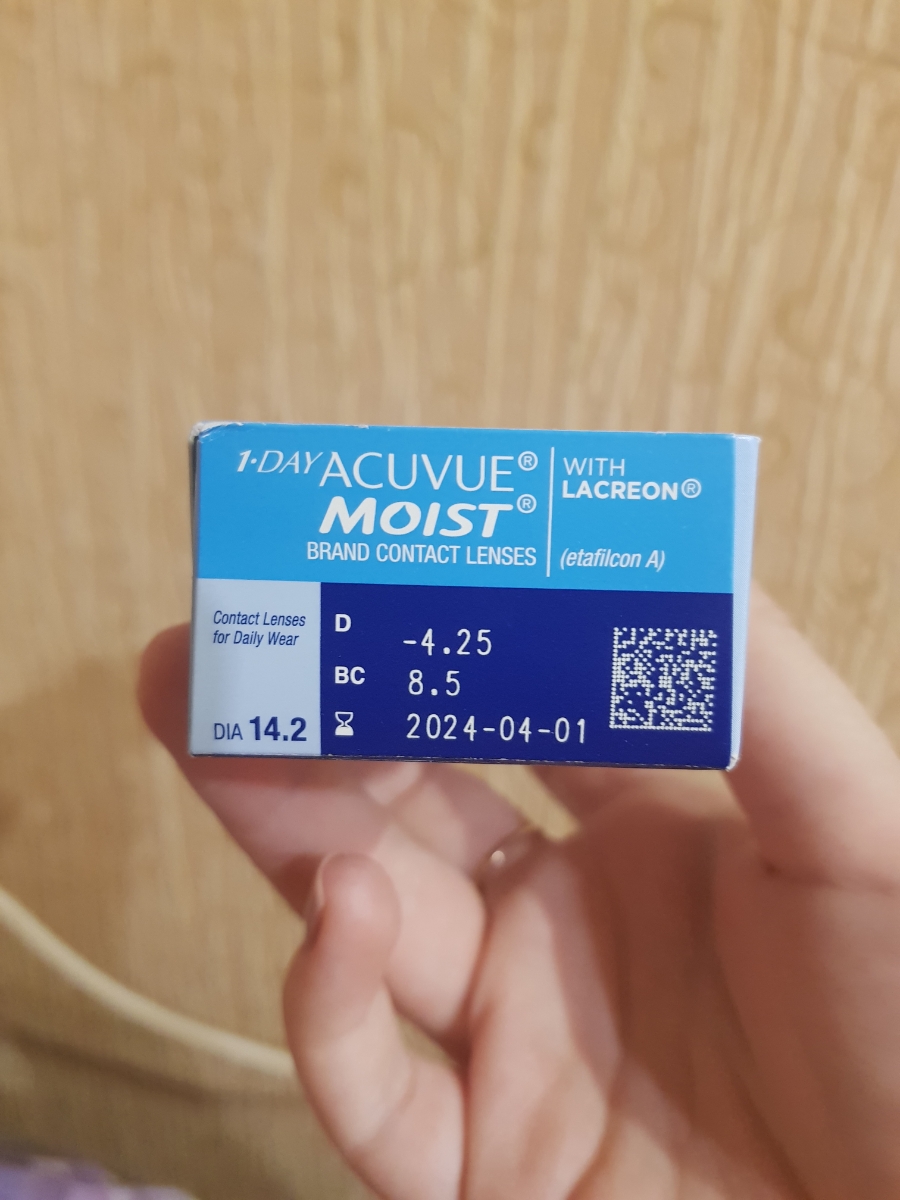 1·DAY ACUVUE®
MOIST®
BRAND CONTACT LENSES
WITH
LACREON®
(etafilcon A)
Contact Lenses
for Daily Wear
DIA 14.2
D -4.25
BC 8.5
2024-04-01